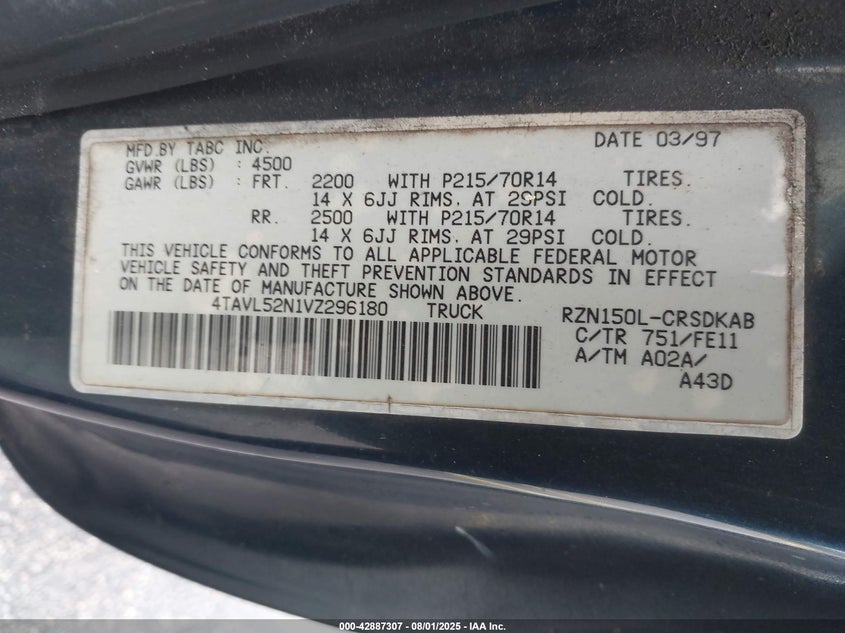 MFD.BY TABC INC. DATE 03/97
GVWR (LBS) : 4500
GAWR (LBS) : FRT. 2200 WITH P215/70R14 TIRES.
14 X 6JJ RIMS. AT 29PSI COLD.
RR. 2500 WITH P215/70R14 TIRES.
14 X 6JJ RIMS. AT 29PSI COLD.
THIS VEHICLE CONFORMS TO ALL APPLICABLE FEDERAL MOTOR
VEHICLE SAFETY AND THEFT PREVENTION STANDARDS IN EFFECT
ON THE DATE OF MANUFACTURE SHOWN ABOVE.
4TAVL52N1VZ296180 TRUCK RZN150L-CRSDKAB
C/TR 751/FE11
A/TM A02A/
A43D
000-42887307 - 08/01/2025 - IAA Inc.